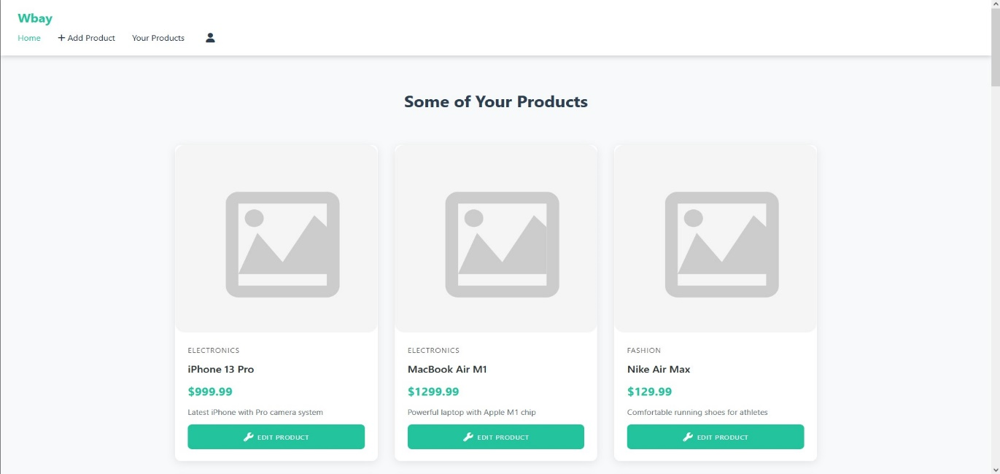 Wbay
Home + Add Product Your Products
Some of Your Products
ELECTRONICS
iPhone 13 Pro
$999.99
Latest iPhone with Pro camera system
EDIT PRODUCT
ELECTRONICS
MacBook Air M1
$1299.99
Powerful laptop with Apple M1 chip
EDIT PRODUCT
FASHION
Nike Air Max
$129.99
Comfortable running shoes for athletes
EDIT PRODUCT